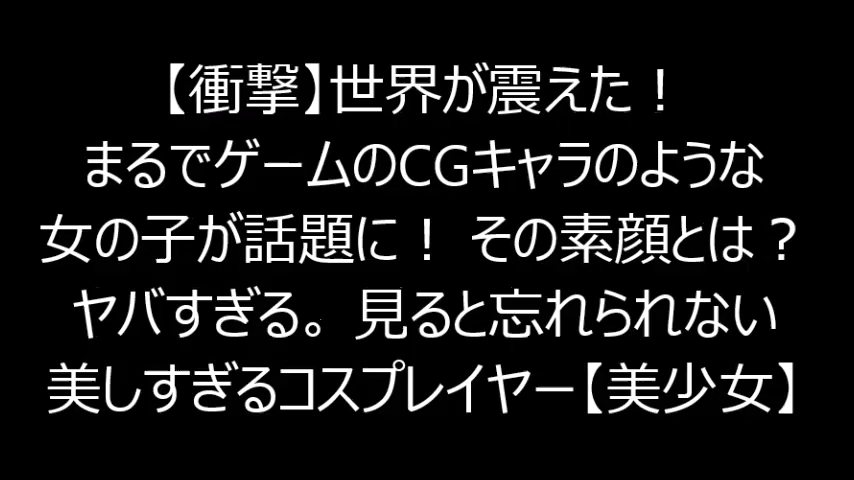 【衝撃】世界が震えた！
まるでゲームのCGキャラのような
女の子が話題に！ その素顔とは？
ヤバすぎる。見ると忘れられない
美しすぎるコスプレイヤー【美少女】